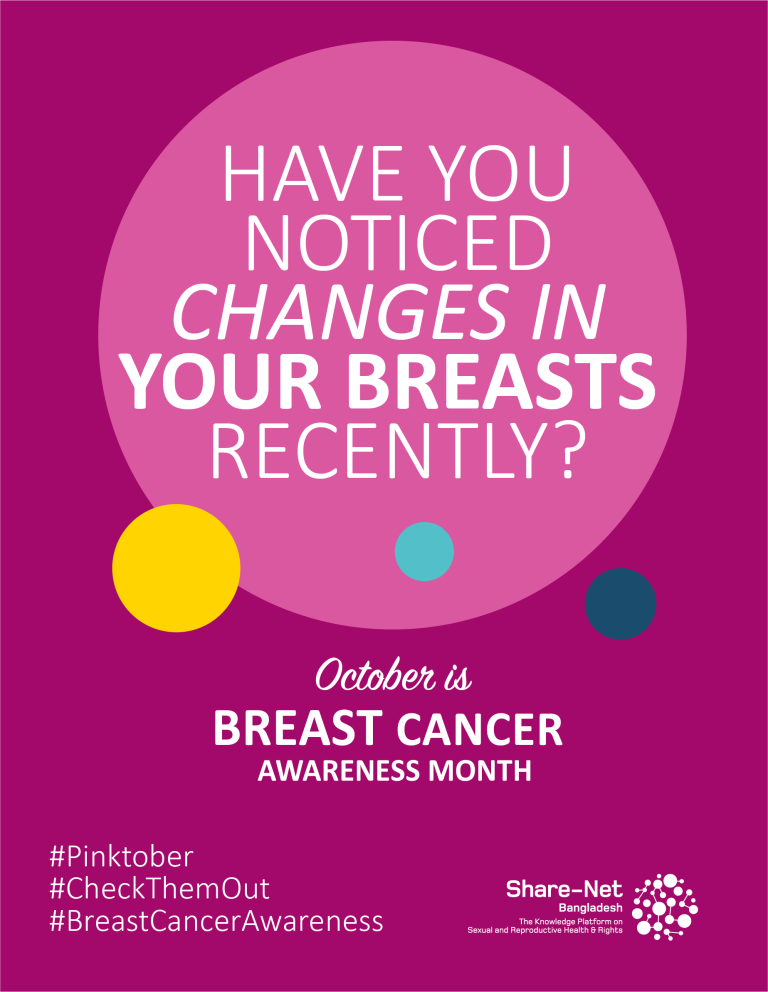 HAVE YOU
NOTICED
CHANGES IN
YOUR BREASTS
RECENTLY?
October is
BREAST CANCER
AWARENESS MONTH
#Pinktober
#CheckThemOut
#BreastCancerAwareness
Share-Net
Bangladesh
The Knowledge Platform on
Sexual and Reproductive Health & Rights